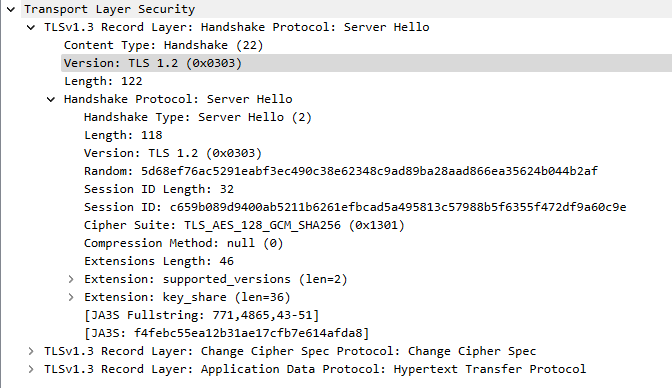 Transport Layer Security
TLSv1.3 Record Layer: Handshake Protocol: Server Hello
Content Type: Handshake (22)
Version: TLS 1.2 (0x0303)
Length: 122
Handshake Protocol: Server Hello
Handshake Type: Server Hello (2)
Length: 118
Version: TLS 1.2 (0x0303)
Random: 5d68ef76ac5291eabf3ec490c38e62348c9ad89ba28aad866ea35624b044b2af
Session ID Length: 32
Session ID: c659b089d9400ab5211b6261efbcad5a495813c57988b5f6355f472df9a60c9e
Cipher Suite: TLS_AES_128_GCM_SHA256 (0x1301)
Compression Method: null (0)
Extensions Length: 46
Extension: supported_versions (len=2)
Extension: key_share (len=36)
[JA3S Fullstring: 771,4865,43-51]
[JA3S: f4febc55ea12b31ae17cfb7e614afda8]
TLSv1.3 Record Layer: Change Cipher Spec Protocol: Change Cipher Spec
TLSv1.3 Record Layer: Application Data Protocol: Hypertext Transfer Protocol